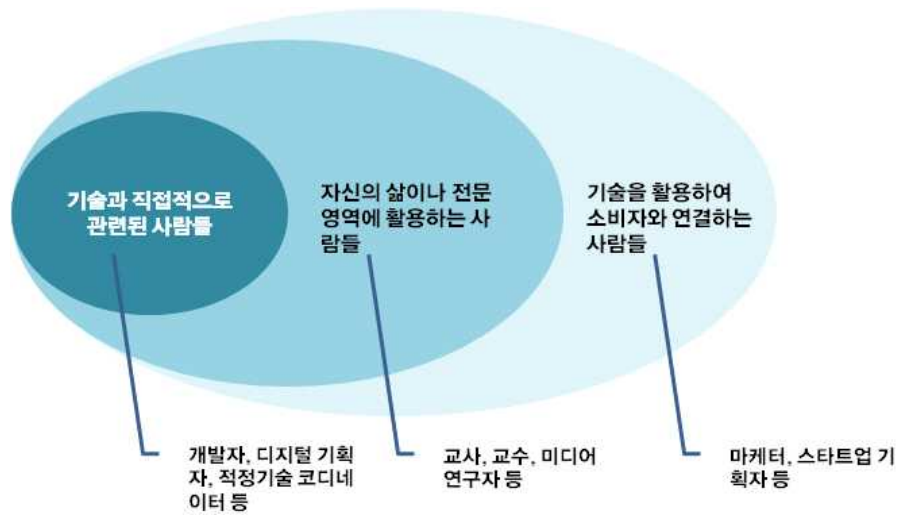 기술과 직접적으로
관련된 사람들
자신의 삶이나 전문
영역에 활용하는 사
람들
기술을 활용하여
소비자와 연결하는
사람들
개발자, 디지털 기획
자, 적정기술 코디네
이터 등
교사, 교수, 미디어
연구자 등
마케터, 스타트업 기
획자 등